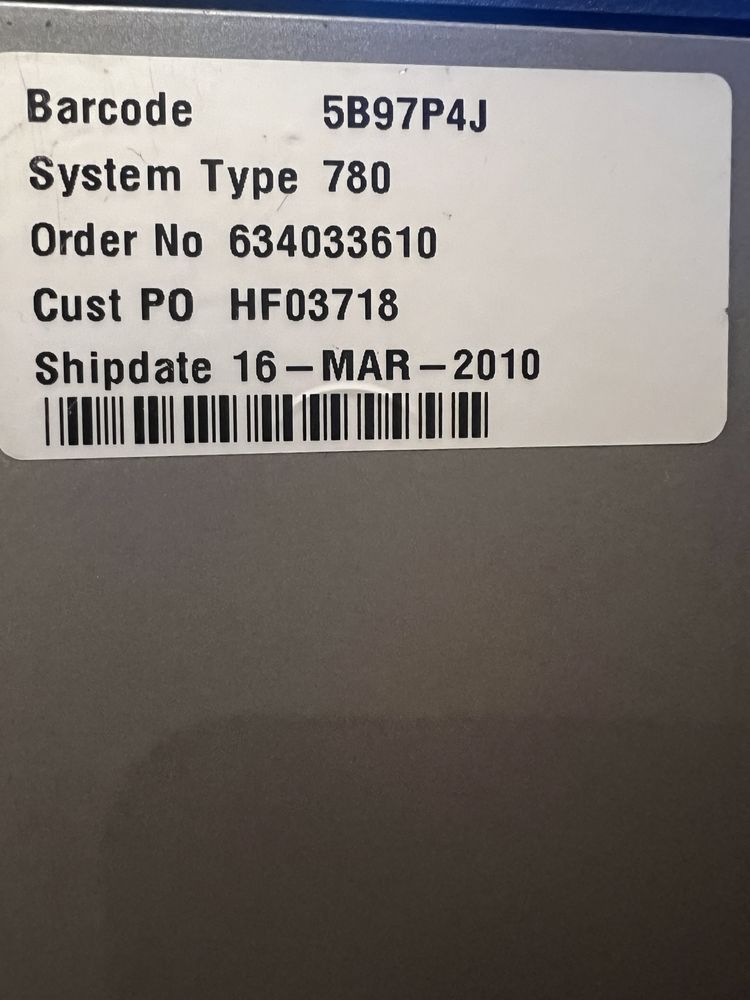 Barcode 5B97P4J
System Type 780
Order No 634033610
Cust PO HF03718
Shipdate 16-MAR-2010